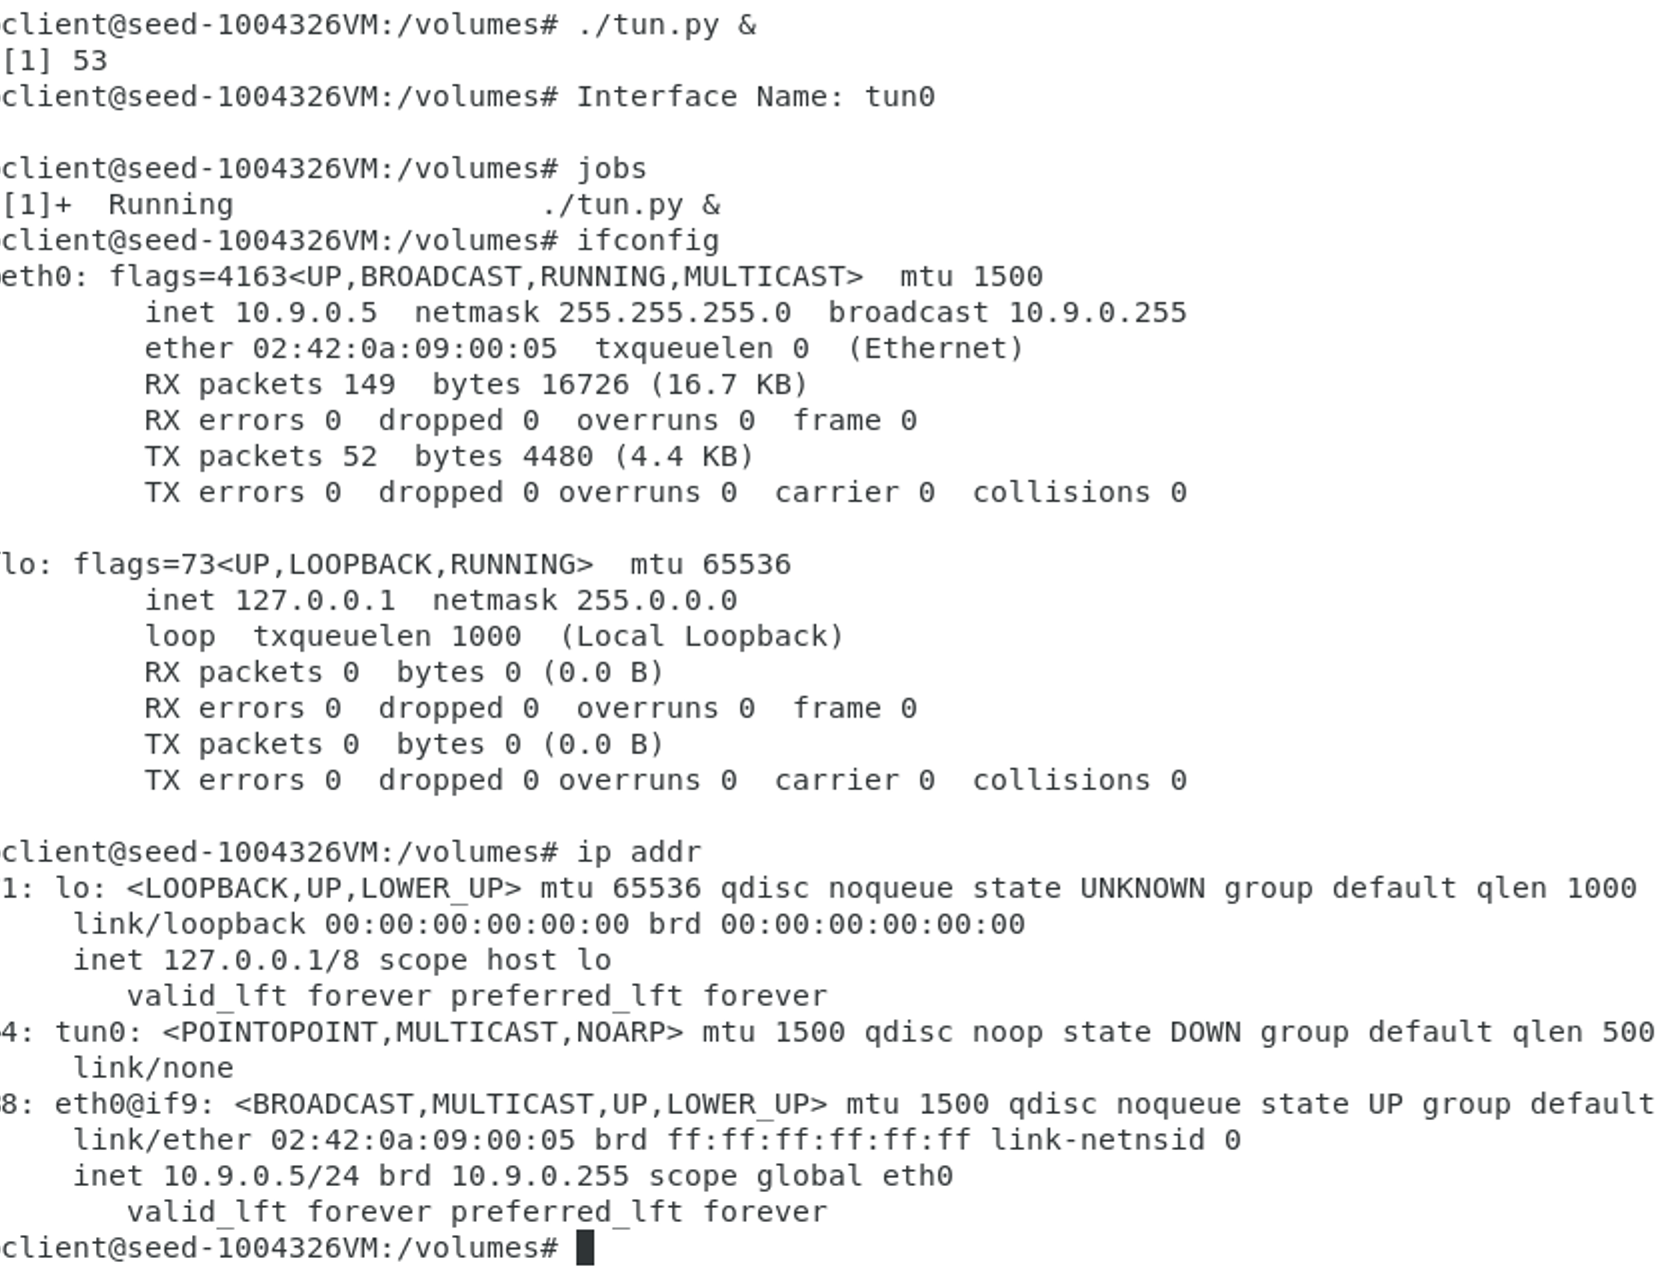 client@seed-1004326VM:/volumes# ./tun.py &
[1] 53
client@seed-1004326VM:/volumes# Interface Name: tun0
client@seed-1004326VM:/volumes# jobs
[1]+  Running                 ./tun.py &
client@seed-1004326VM:/volumes# ifconfig
eth0: flags=4163<UP,BROADCAST,RUNNING,MULTICAST>  mtu 1500
        inet 10.9.0.5  netmask 255.255.255.0  broadcast 10.9.0.255
        ether 02:42:0a:09:00:05  txqueuelen 0  (Ethernet)
        RX packets 149  bytes 16726 (16.7 KB)
        RX errors 0  dropped 0  overruns 0  frame 0
        TX packets 52  bytes 4480 (4.4 KB)
        TX errors 0  dropped 0 overruns 0  carrier 0  collisions 0
lo: flags=73<UP,LOOPBACK,RUNNING>  mtu 65536
        inet 127.0.0.1  netmask 255.0.0.0
        loop  txqueuelen 1000  (Local Loopback)
        RX packets 0  bytes 0 (0.0 B)
        RX errors 0  dropped 0  overruns 0  frame 0
        TX packets 0  bytes 0 (0.0 B)
        TX errors 0  dropped 0 overruns 0  carrier 0  collisions 0
client@seed-1004326VM:/volumes# ip addr
1: lo: <LOOPBACK,UP,LOWER_UP> mtu 65536 qdisc noqueue state UNKNOWN group default qlen 1000
    link/loopback 00:00:00:00:00:00 brd 00:00:00:00:00:00
    inet 127.0.0.1/8 scope host lo
       valid_lft forever preferred_lft forever
4: tun0: <POINTOPOINT,MULTICAST,NOARP> mtu 1500 qdisc noop state DOWN group default qlen 500
    link/none
8: eth0@if9: <BROADCAST,MULTICAST,UP,LOWER_UP> mtu 1500 qdisc noqueue state UP group default
    link/ether 02:42:0a:09:00:05 brd ff:ff:ff:ff:ff:ff link-netnsid 0
    inet 10.9.0.5/24 brd 10.9.0.255 scope global eth0
       valid_lft forever preferred_lft forever
client@seed-1004326VM:/volumes#